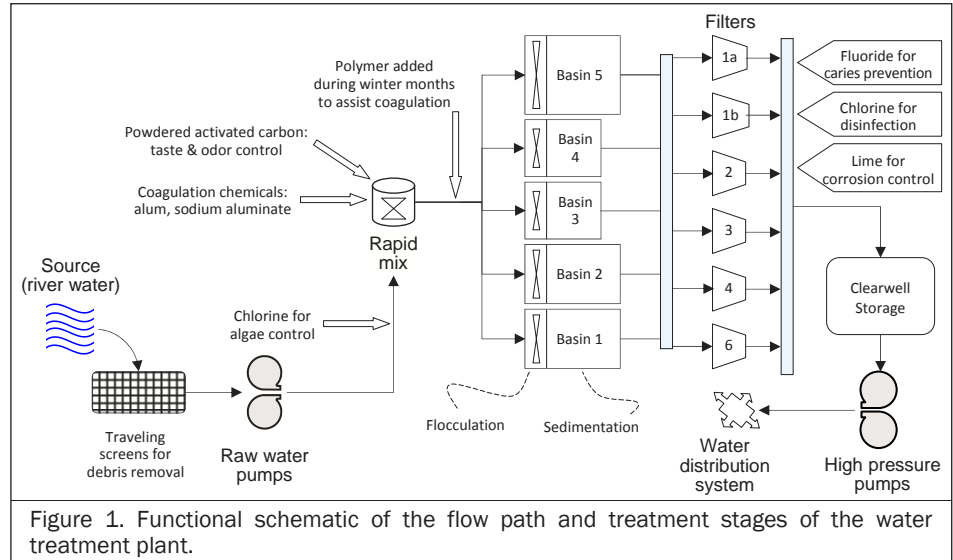 Filters
Polymer added
during winter months
to assist coagulation
Powdered activated carbon:
taste & odor control
Coagulation chemicals:
alum, sodium aluminate
Rapid
mix
Source
(river water)
Chlorine for
algae control
Traveling
screens for
debris removal
Raw water
pumps
Basin 5
Basin
4
Basin
3
Basin 2
Basin 1
Flocculation
Sedimentation
1a
1b
2
3
4
6
Fluoride for
caries prevention
Chlorine for
disinfection
Lime for
corrosion control
Clearwell
Storage
Water
distribution
system
High pressure
pumps
Figure 1. Functional schematic of the flow path and treatment stages of the water
treatment plant.